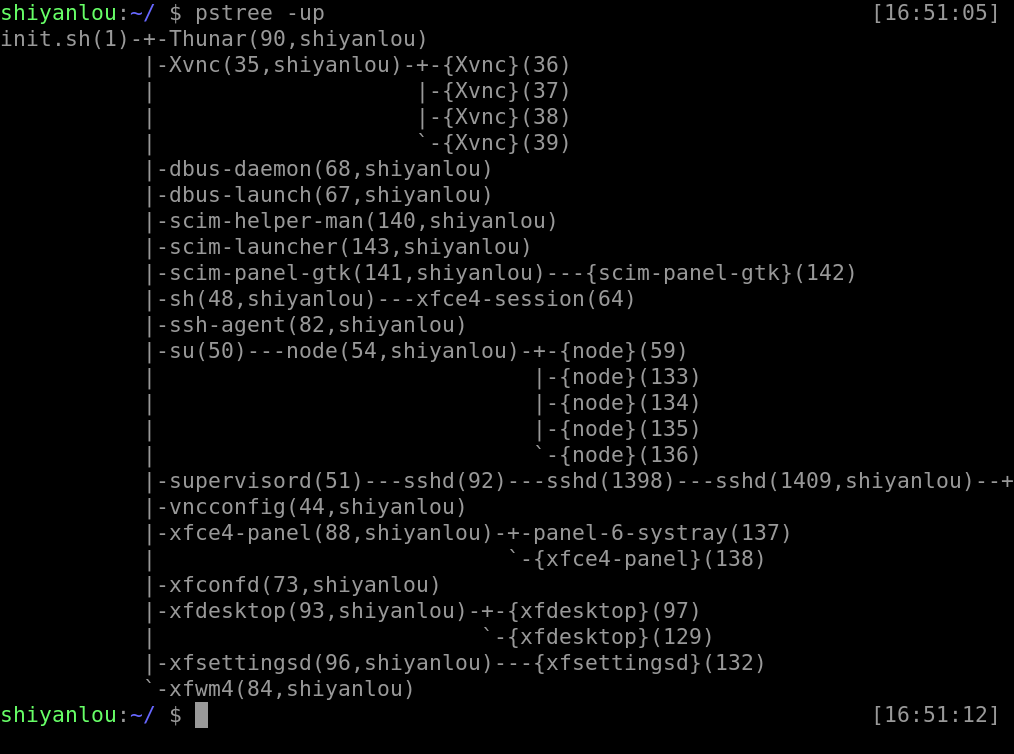 shiyanlou:~/ $ pstree -up                                          [16:51:05]
init.sh(1)-+-Thunar(90,shiyanlou)
           |-Xvnc(35,shiyanlou)-+-{Xvnc}(36)
           |                    |-{Xvnc}(37)
           |                    |-{Xvnc}(38)
           |                    `-{Xvnc}(39)
           |-dbus-daemon(68,shiyanlou)
           |-dbus-launch(67,shiyanlou)
           |-scim-helper-man(140,shiyanlou)
           |-scim-launcher(143,shiyanlou)
           |-scim-panel-gtk(141,shiyanlou)---{scim-panel-gtk}(142)
           |-sh(48,shiyanlou)---xfce4-session(64)
           |-ssh-agent(82,shiyanlou)
           |-su(50)---node(54,shiyanlou)-+-{node}(59)
           |                             |-{node}(133)
           |                             |-{node}(134)
           |                             |-{node}(135)
           |                             `-{node}(136)
           |-supervisord(51)---sshd(92)---sshd(1398)---sshd(1409,shiyanlou)--+
           |-vncconfig(44,shiyanlou)
           |-xfce4-panel(88,shiyanlou)-+-panel-6-systray(137)
           |                           `-{xfce4-panel}(138)
           |-xfconfd(73,shiyanlou)
           |-xfdesktop(93,shiyanlou)-+-{xfdesktop}(97)
           |                         `-{xfdesktop}(129)
           |-xfsettingsd(96,shiyanlou)---{xfsettingsd}(132)
           `-xfwm4(84,shiyanlou)
shiyanlou:~/ $                                                     [16:51:12]